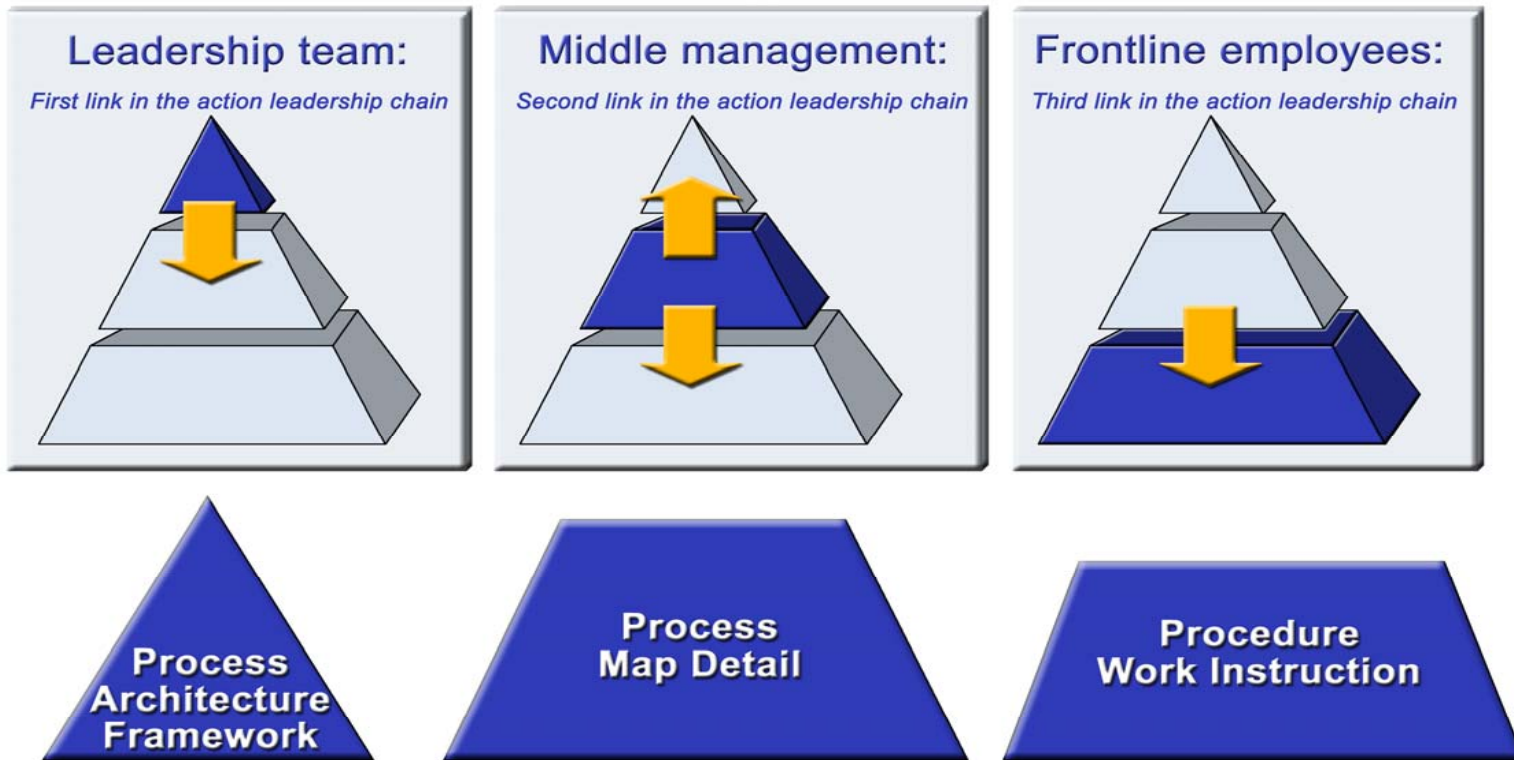 Leadership team:
First link in the action leadership chain
Middle management:
Second link in the action leadership chain
Frontline employees:
Third link in the action leadership chain
Process
Architecture
Framework
Process
Map Detail
Procedure
Work Instruction